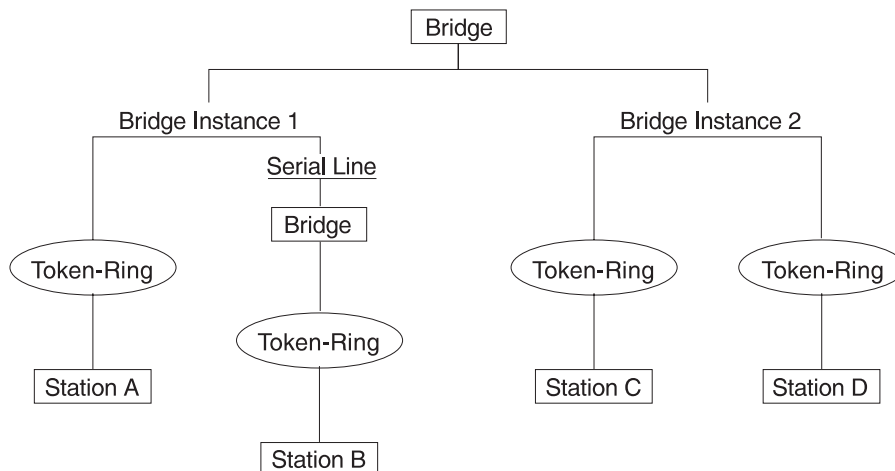 Bridge
Bridge Instance 1
Bridge Instance 2
Serial Line
Bridge
Token-Ring
Token-Ring
Token-Ring
Token-Ring
Station A
Station C
Station D
Station B